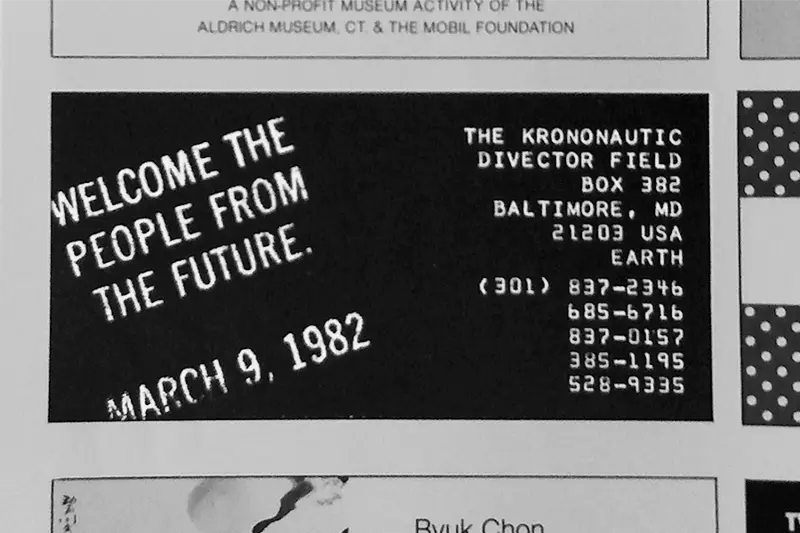 A NON-PROFIT MUSEUM ACTIVITY OF THE
ALDRICH MUSEUM, CT. & THE MOBIL FOUNDATION
WELCOME THE
PEOPLE FROM
THE FUTURE.
MARCH 9, 1982
THE KRONONAUTIC
DIVECTOR FIELD
BOX 382
BALTIMORE, MD
21203 USA
EARTH
(301) 837-2346
685-6716
837-0157
385-1195
528-9335
Byuk Chon